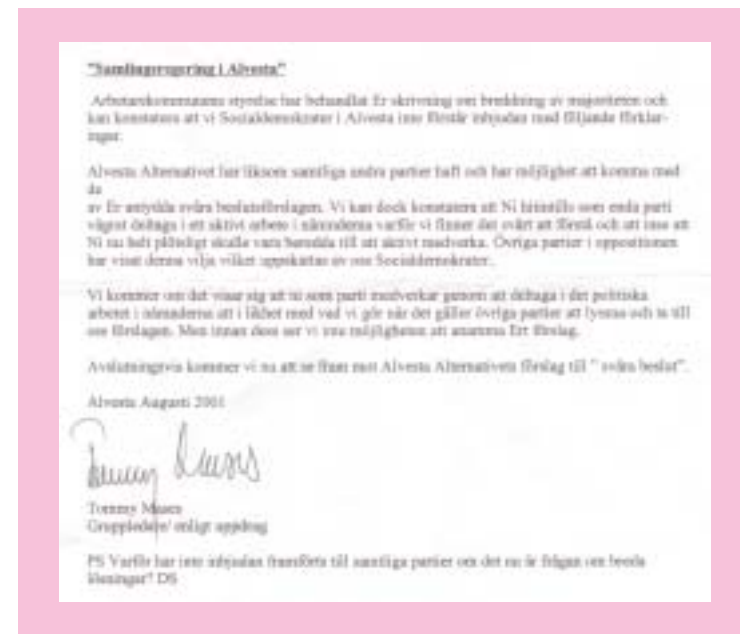 "Samlingsregering i Alvesta"
Arbetarekommunens styrelse har behandlat Er skrivning om breddning av majoriteten och
kan konstatera att vi Socialdemokrater i Alvesta inte förstår inbjudan med följande förklar-
ingar.
Alvesta Alternativet har liksom samtliga andra partier haft och har möjlighet att komma med
de
av Er antydda svåra beslutsförslagen. Vi kan dock konstatera att Ni hitintills som enda parti
vägrat deltaga i ett aktivt arbete i nämnderna varför vi finner det svårt att förstå och att inse att
Ni nu helt plötsligt skulle vara beredda till att aktivt medverka. Övriga partier i oppositionen
har visat denna vilja vilket uppskattas av oss Socialdemokrater.
Vi kommer om det visar sig att ni som parti medverkar genom att deltaga i det politiska
arbetet i nämnderna att i likhet med vad vi gör när det gäller övriga partier att lyssna och ta till
oss förslagen. Men innan dess ser vi inte möjligheten att anamma Ert förslag.
Avslutningsvis kommer vi nu att se fram mot Alvesta Alternativets förslag till " svåra beslut".
Alvesta Augusti 2001
Tommy
Tommy
Gruppledare/ enligt uppdrag
PS Varför har inte inbjudan framförts till samtliga partier om det nu är frågan om breda
lösningar? DS